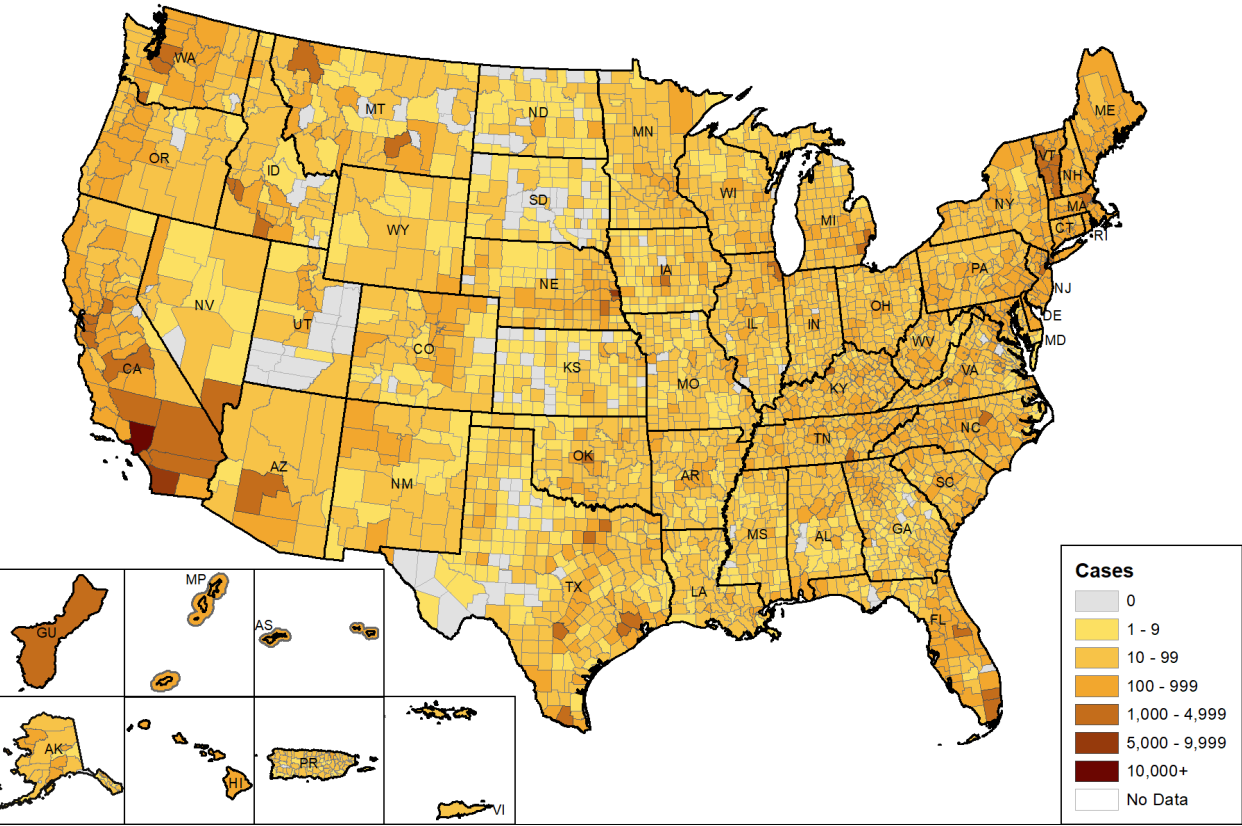 WA
ME
MT
ND
MN
VT
OR
NH
ID
WI
SD
NY
MA
MI
WY
CT
RI
IA
PA
NE
NJ
NV
OH
DE
UT
IL
IN
MD
CO
WV
CA
KS
VA
MO
KY
NC
TN
OK
AZ
AR
SC
NM
GA
MS
AL
TX
LA
FL
MP
AS
GU
AK
HI
PR
VI
Cases
0
1 - 9
10 - 99
100 - 999
1,000 - 4,999
5,000 - 9,999
10,000+
No Data